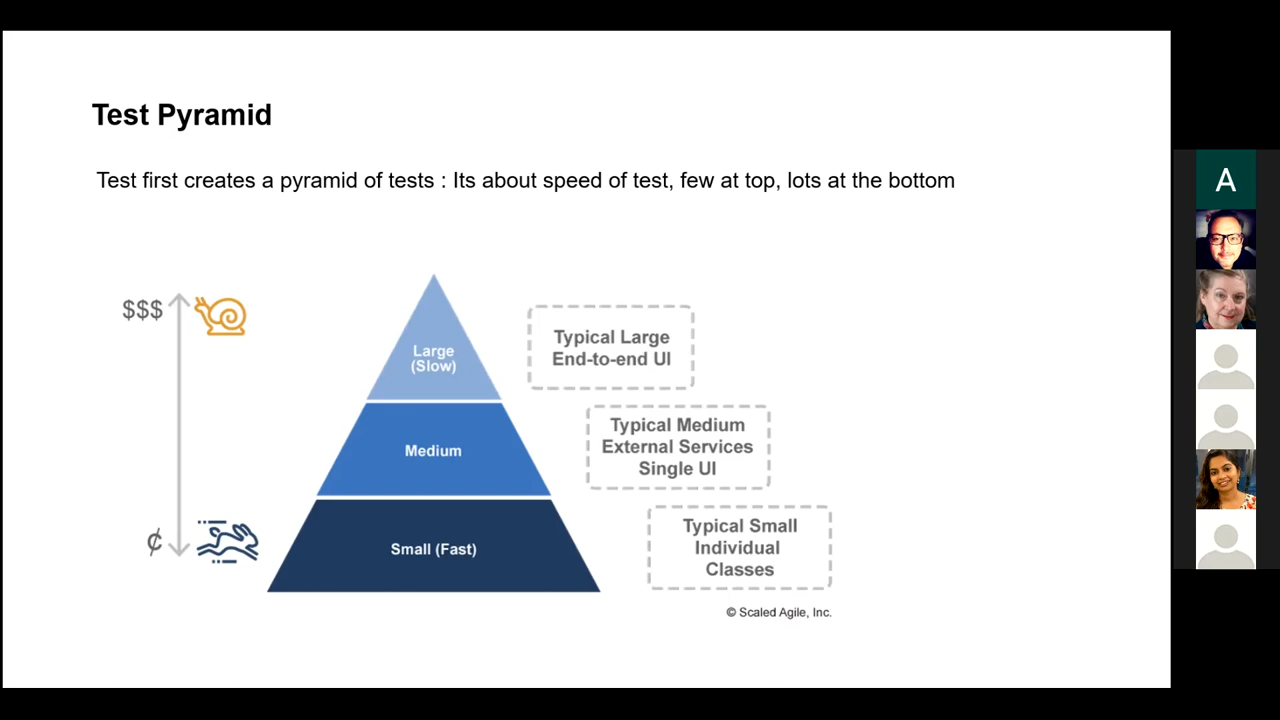 Test Pyramid
Test first creates a pyramid of tests : Its about speed of test, few at top, lots at the bottom
$$$
Large
(Slow)
Typical Large
End-to-end UI
Medium
Typical Medium
External Services
Single UI
¢
Small (Fast)
Typical Small
Individual
Classes
© Scaled Agile, Inc.
A